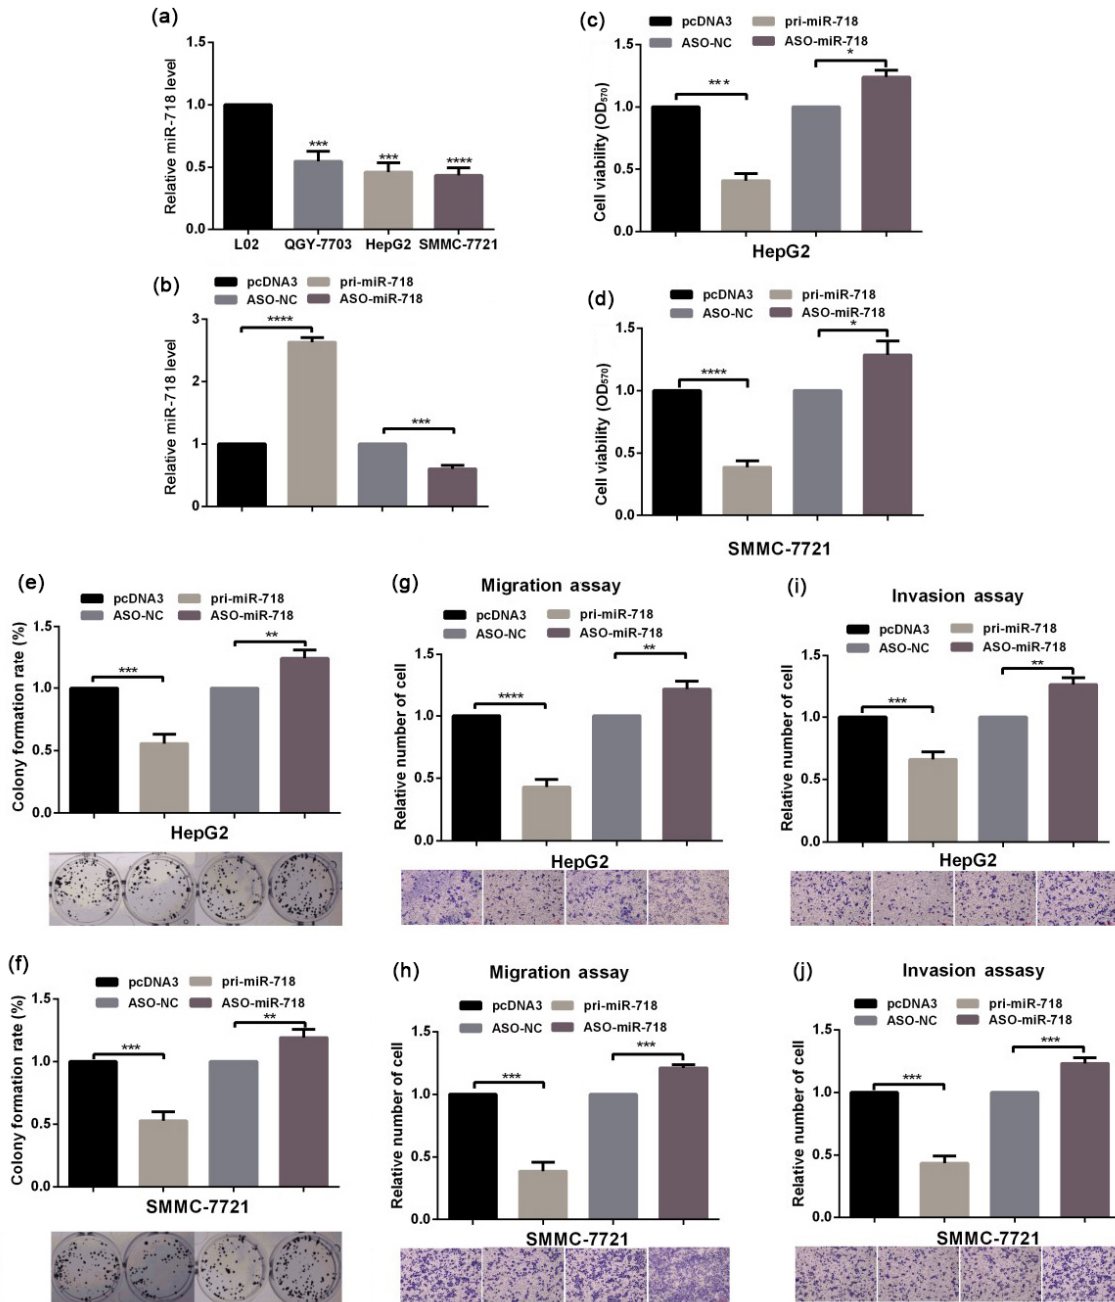 (a)
Relative miR-718 level
1.5
1.0
0.5
0.0
***
***
****
L02 QGY-7703 HepG2 SMMC-7721
(b)
pcDNA3 pri-miR-718
ASO-NC ASO-miR-718
Relative miR-718 level
3
2
1
0
****
***
(c)
pcDNA3 pri-miR-718
ASO-NC ASO-miR-718
Cell viability (OD570)
1.5
1.0
0.5
0.0
***
*
HepG2
(d)
pcDNA3 pri-miR-718
ASO-NC ASO-miR-718
Cell viability (OD570)
1.5
1.0
0.5
0.0
****
*
SMMC-7721
(e)
pcDNA3 pri-miR-718
ASO-NC ASO-miR-718
Colony formation rate (%)
1.5
1.0
0.5
0.0
***
**
HepG2
(f)
pcDNA3 pri-miR-718
ASO-NC ASO-miR-718
Colony formation rate (%)
1.5
1.0
0.5
0.0
***
**
SMMC-7721
(g)
Migration assay
pcDNA3 pri-miR-718
ASO-NC ASO-miR-718
Relative number of cell
1.5
1.0
0.5
0.0
****
**
HepG2
(h)
Migration assay
pcDNA3 pri-miR-718
ASO-NC ASO-miR-718
Relative number of cell
1.5
1.0
0.5
0.0
***
***
SMMC-7721
(i)
Invasion assay
pcDNA3 pri-miR-718
ASO-NC ASO-miR-718
Relative number of cell
1.5
1.0
0.5
0.0
***
**
HepG2
(j)
Invasion assasy
pcDNA3 pri-miR-718
ASO-NC ASO-miR-718
Relative number of cell
1.5
1.0
0.5
0.0
***
***
SMMC-7721